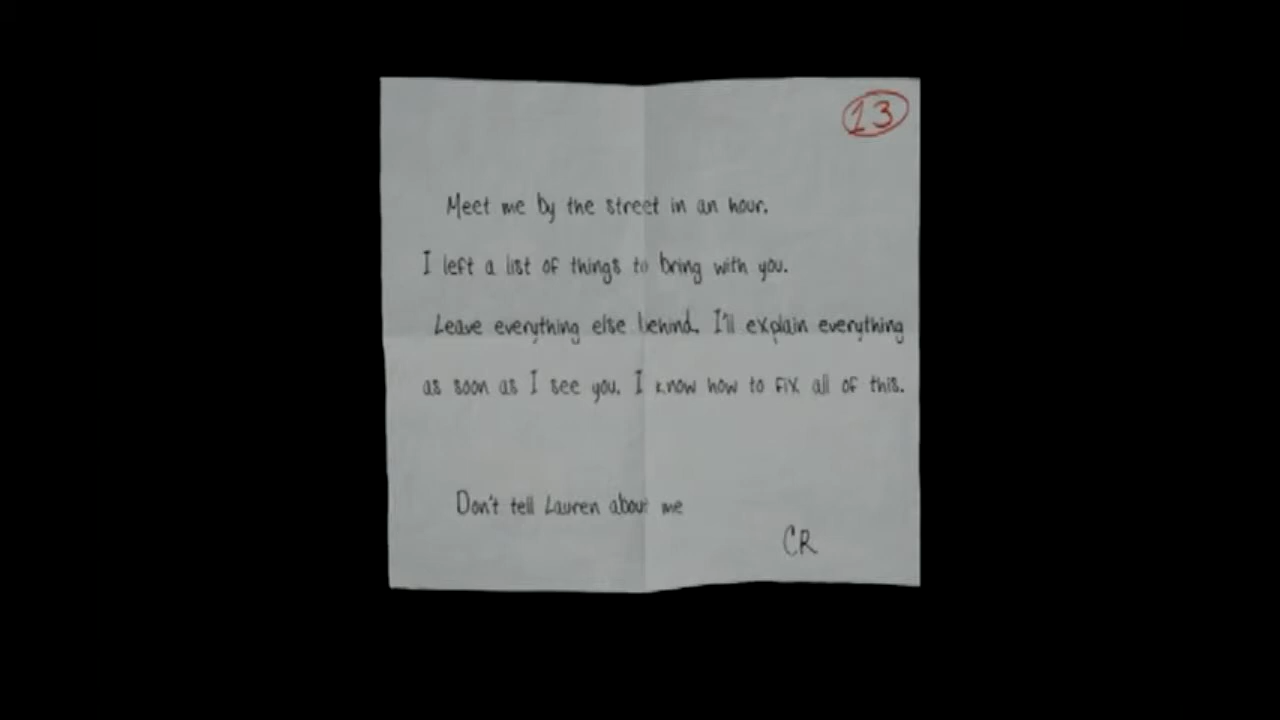 13
Meet me by the street in an hour.
I left a list of things to bring with you.
Leave everything else behind. I'll explain everything
as soon as I see you. I know how to fix all of this.
Don't tell Lauren about me
CR